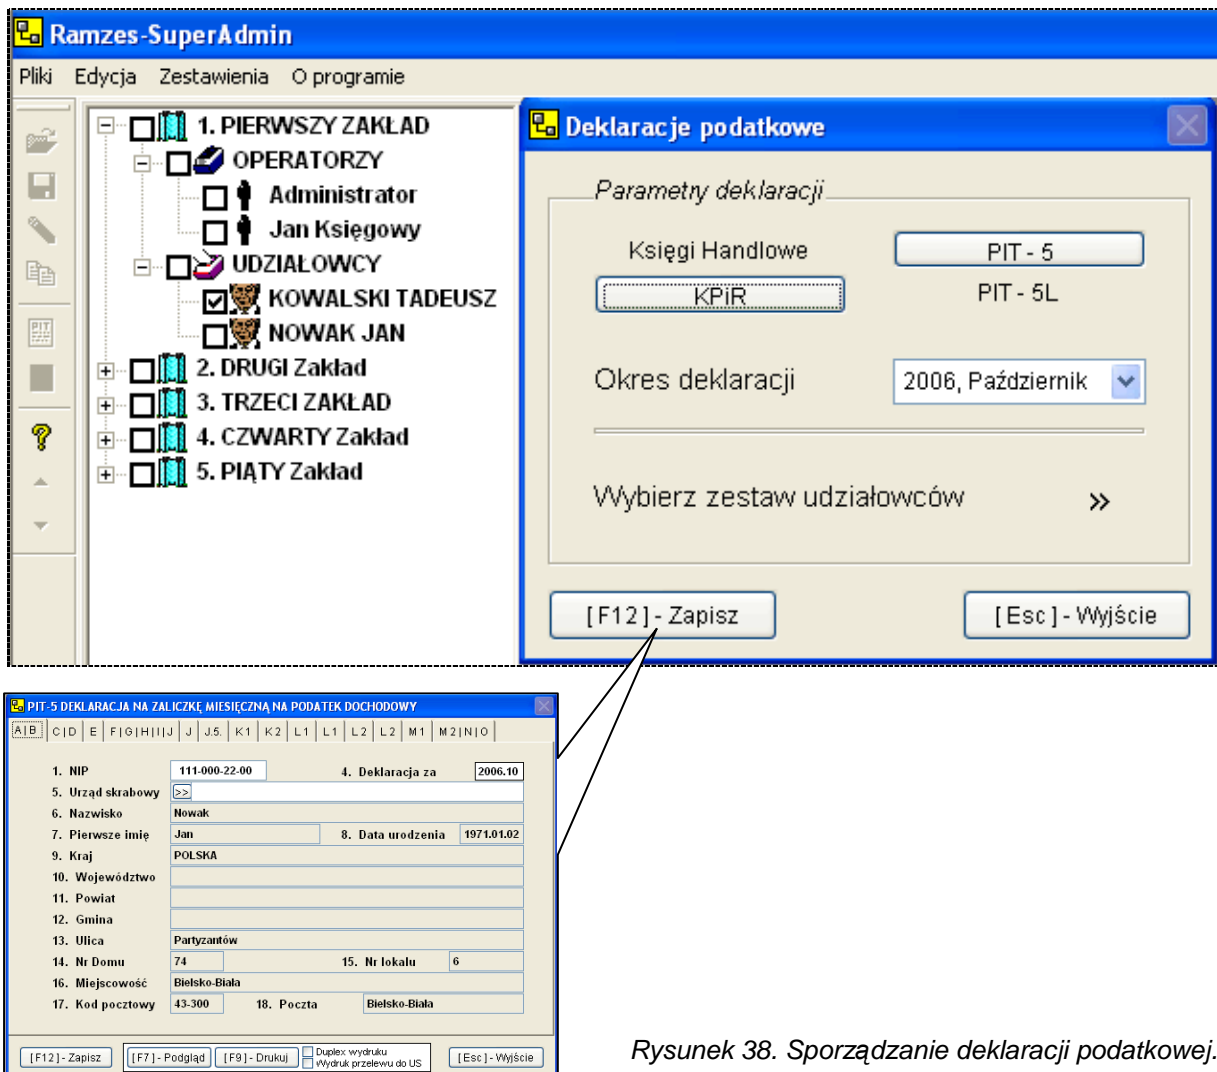 Ramzes-SuperAdmin
Pliki Edycja Zestawienia O programie
1. PIERWSZY ZAKŁAD
OPERATORZY
Administrator
Jan Księgowy
UDZIAŁOWCY
KOWALSKI TADEUSZ
NOWAK JAN
2. DRUGI Zakład
3. TRZECI ZAKŁAD
4. CZWARTY Zakład
5. PIĄTY Zakład
PIT
Deklaracje podatkowe
Parametry deklaracji
Księgi Handlowe PIT - 5
KPiR PIT - 5L
Okres deklaracji 2006, Październik
Wybierz zestaw udziałowców »
[ F12 ] - Zapisz [ Esc ] - Wyjście
PIT-5 DEKLARACJA NA ZALICZKĘ MIESIĘCZNĄ NA PODATEK DOCHODOWY
A|B C|D E F|G|H|I|J J J.5. K1 K2 L1 L1 L2 L2 M1 M2|N|O
1. NIP 111-000-22-00 4. Deklaracja za 2006.10
5. Urząd skrabowy >>
6. Nazwisko Nowak
7. Pierwsze imię Jan 8. Data urodzenia 1971.01.02
9. Kraj POLSKA
10. Województwo
11. Powiat
12. Gmina
13. Ulica Partyzantów
14. Nr Domu 74 15. Nr lokalu 6
16. Miejscowość Bielsko-Biała
17. Kod pocztowy 43-300 18. Poczta Bielsko-Biała
[F12] - Zapisz [F7] - Podgląd [F9] - Drukuj Duplex wydruku [Esc] - Wyjście
Wydruk przelewu do US
Rysunek 38. Sporządzanie deklaracji podatkowej.